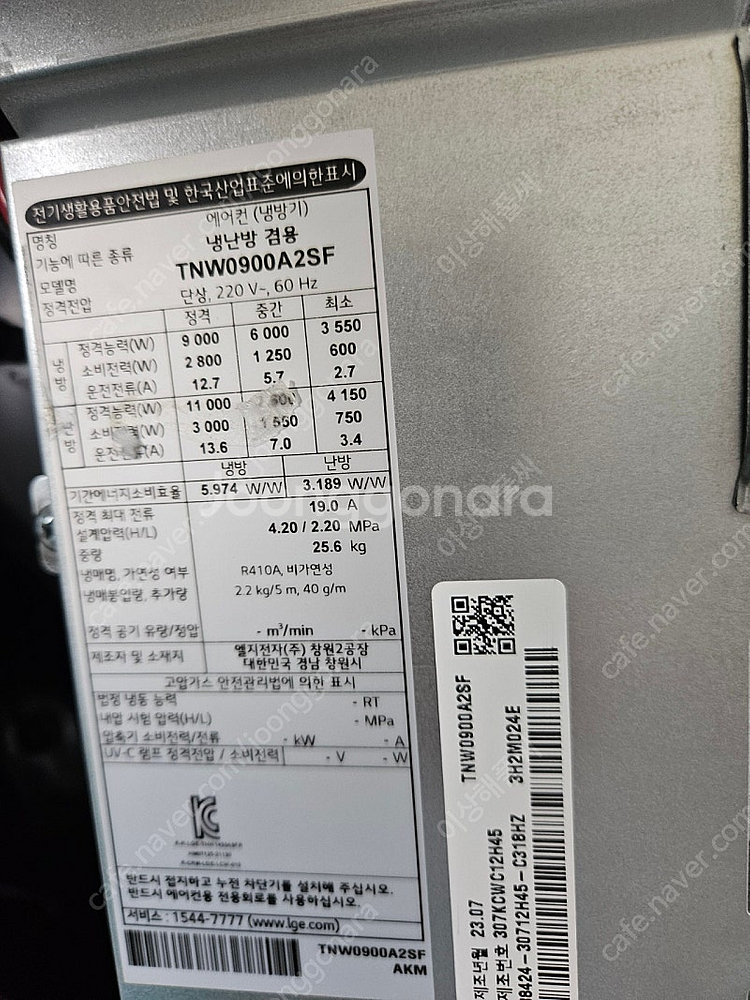 전기생활용품안전법 및 한국산업표준에의한표시
명칭 에어컨 (냉방기)
기능에 따른 종류 냉난방 겸용
모델명 TNW0900A2SF
정격전압 단상, 220 V~, 60 Hz
정격 중간 최소
냉방
정격능력(W) 9 000 6 000 3 550
소비전력(W) 2 800 1 250 600
운전전류(A) 12.7 5.7 2.7
난방
정격능력(W) 11 000 4 150
3 000 1 550 750
13.6 7.0 3.4
냉방 난방
기간에너지소비효율 5.974 W/W 3.189 W/W
정격 최대 전류 19.0 A
설계압력(H/L) 4.20 / 2.20 MPa
중량 25.6 kg
냉매명, 가연성 여부 R410A, 비가연성
냉매봉입량, 추가량 2.2 kg/5 m, 40 g/m
정격 공기 유량/정압 - m³/min - kPa
제조자 및 소재지 엘지전자(주) 창원2공장
대한민국 경남 창원시
고압가스 안전관리법에 의한 표시
법정 냉동 능력 - RT
내압 시험 압력(H/L) - MPa
압축기 소비전력/전류 - kW - A
UV-C 램프 정격전압 / 소비전력 - V - W
반드시 접지하고 누전 차단기를 설치해 주십시오.
반드시 에어컨용 전용회로를 사용하십시오.
서비스 : 1544-7777 (www.lge.com)
TNW0900A2SF
AKM
TNW0900A2SF
3H2M024E
제조년월 23.07
제조번호 307KCWC12H45
18424-30712H45-C318HZ
Joonggonara
cafe.naver.com/joonggonara